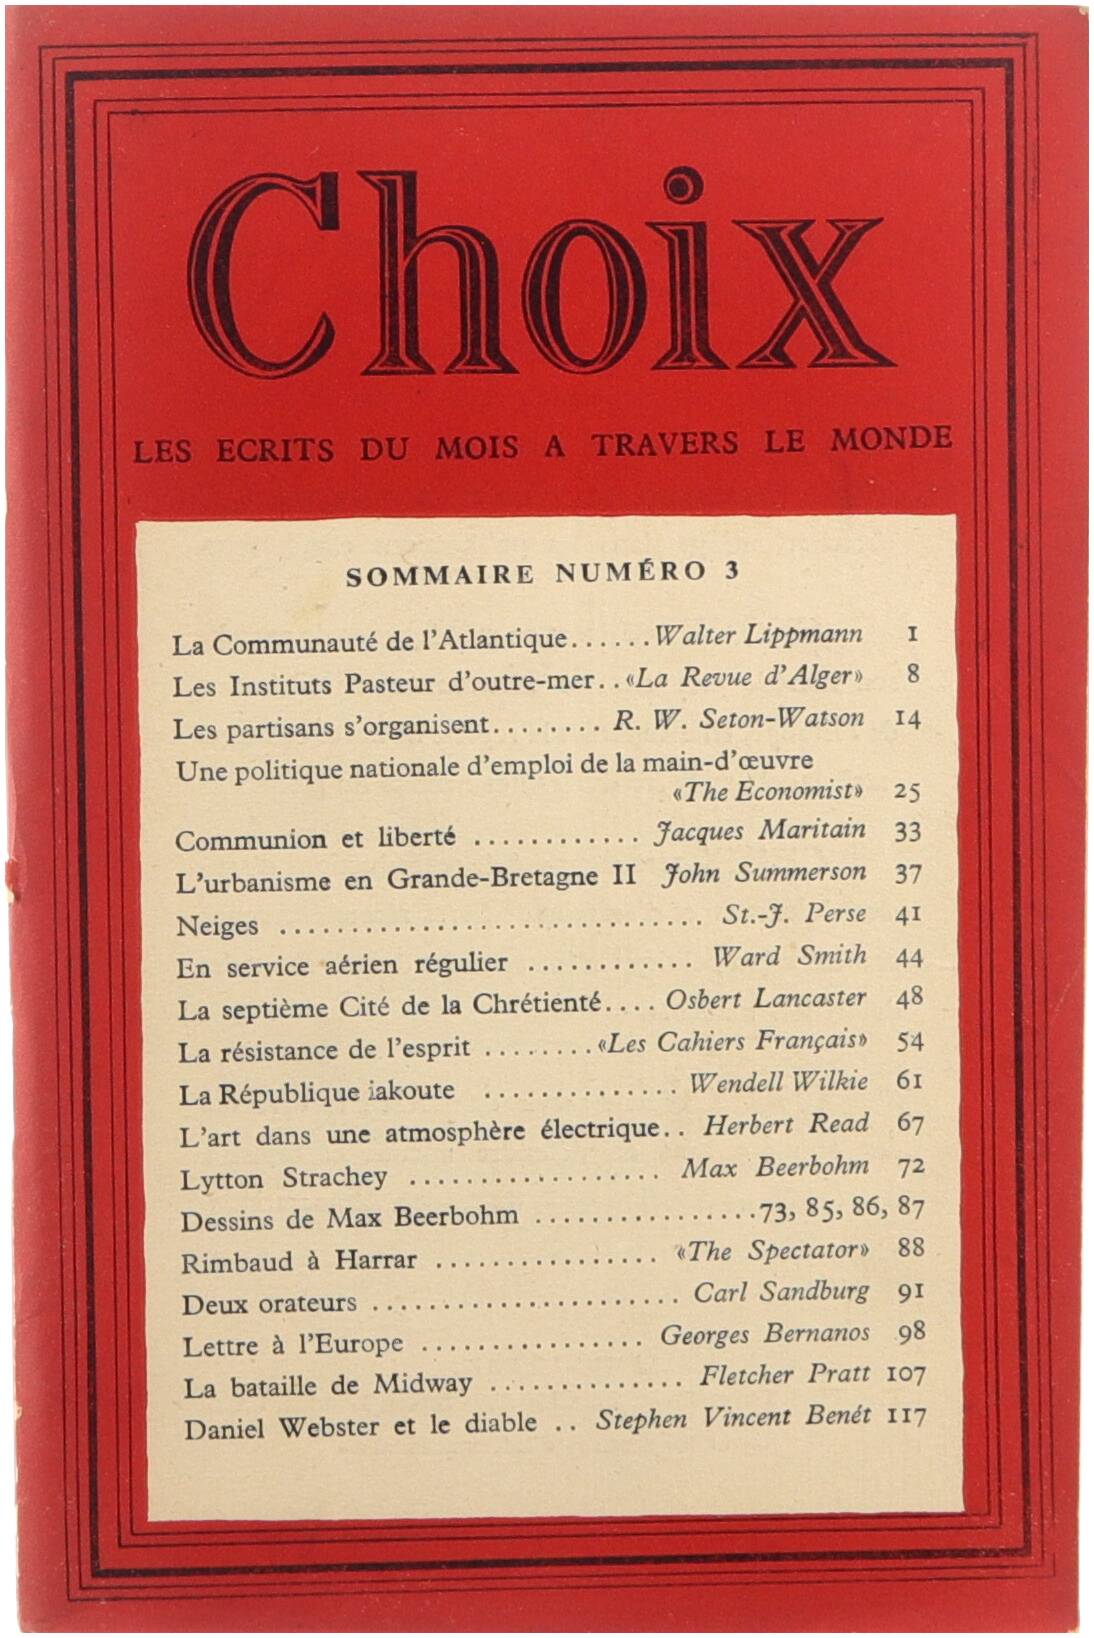 Choix
LES ECRITS DU MOIS A TRAVERS LE MONDE
SOMMAIRE NUMÉRO 3
La Communauté de l'Atlantique......Walter Lippmann 1
Les Instituts Pasteur d'outre-mer..«La Revue d'Alger» 8
Les partisans s'organisent........ R. W. Seton-Watson 14
Une politique nationale d'emploi de la main-d'œuvre
«The Economist» 25
Communion et liberté ............ Jacques Maritain 33
L'urbanisme en Grande-Bretagne II John Summerson 37
Neiges .............................. St.-J. Perse 41
En service aérien régulier ............ Ward Smith 44
La septième Cité de la Chrétienté.... Osbert Lancaster 48
La résistance de l'esprit ........«Les Cahiers Français» 54
La République iakoute .............. Wendell Wilkie 61
L'art dans une atmosphère électrique.. Herbert Read 67
Lytton Strachey .................. Max Beerbohm 72
Dessins de Max Beerbohm ................73, 85, 86, 87
Rimbaud à Harrar ................ «The Spectator» 88
Deux orateurs ...................... Carl Sandburg 91
Lettre à l'Europe ................ Georges Bernanos 98
La bataille de Midway .............. Fletcher Pratt 107
Daniel Webster et le diable .. Stephen Vincent Benét 117